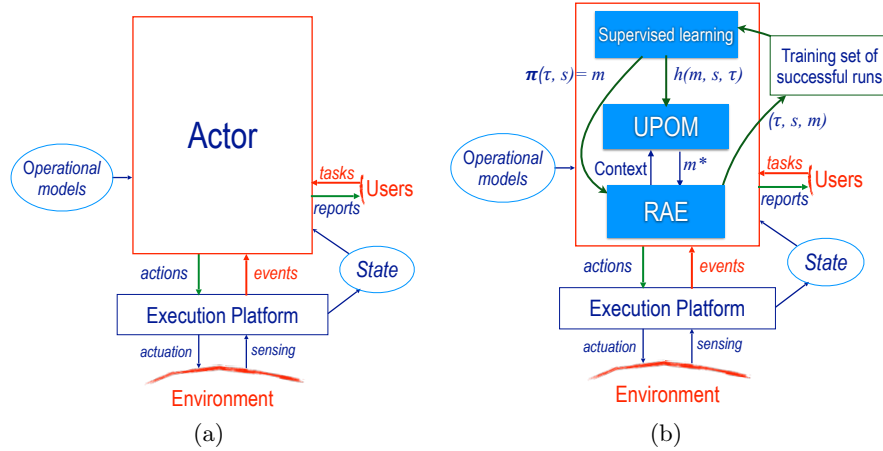 Actor
Operational
models
tasks
Users
reports
State
actions
events
Execution Platform
actuation
sensing
Environment
(a)
Supervised learning
Training set of
successful runs
π(τ, s)= m
h(m, s, τ)
(τ, s, m)
UPOM
Context
m*
RAE
Operational
models
tasks
Users
reports
State
actions
events
Execution Platform
actuation
sensing
Environment
(b)